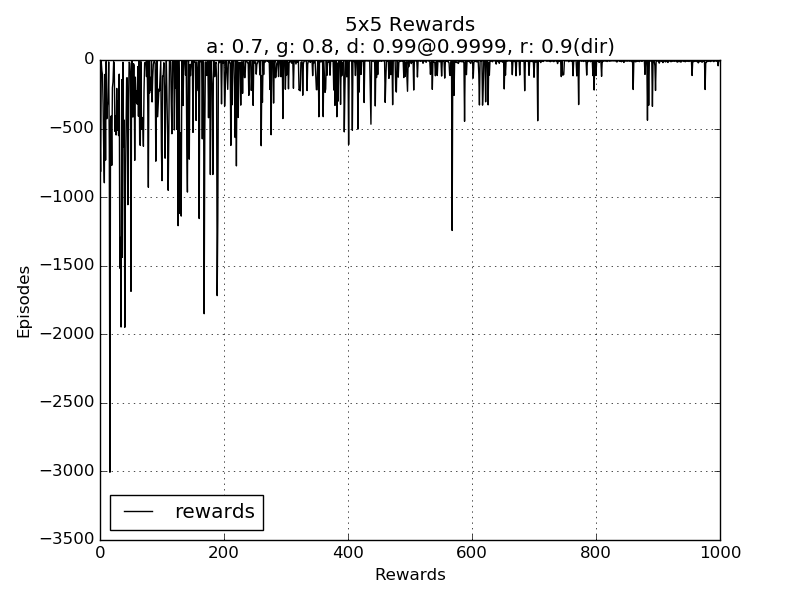 5x5 Rewards
a: 0.7, g: 0.8, d: 0.99@0.9999, r: 0.9(dir)
0
−500
−1000
−1500
−2000
−2500
−3000
−3500
Episodes
rewards
0 200 400 600 800 1000
Rewards